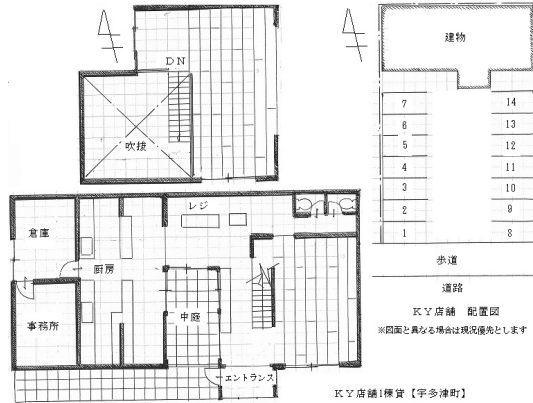 DN
吹抜
レジ
倉庫
厨房
中庭
事務所
エントランス
建物
7 14
6 13
5 12
4 11
3 10
2 9
1 8
歩道
道路
KY店舗 配置図
※図面と異なる場合は現況優先とします
KY店舗1棟貸【宇多津町】